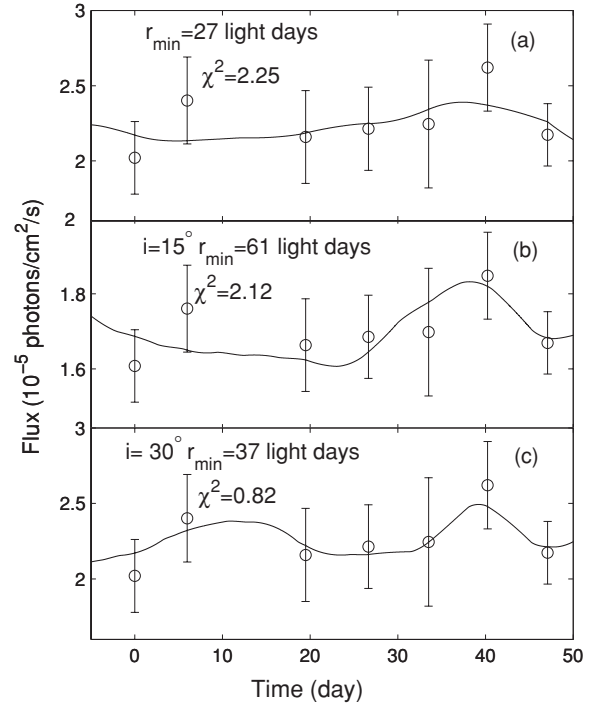 3
r_min=27 light days
(a)
χ²=2.25
2.5
2
2
i=15° r_min=61 light days
(b)
χ²=2.12
1.8
1.6
3
i= 30° r_min=37 light days
(c)
χ²=0.82
2.5
2
Flux (10⁻⁵ photons/cm²/s)
0 10 20 30 40 50
Time (day)